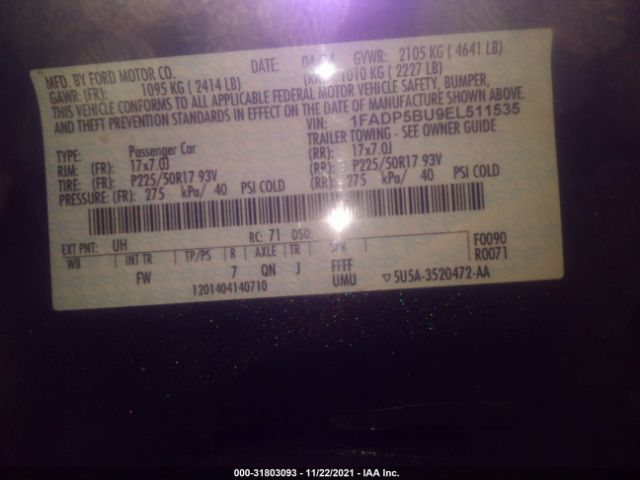 MFD. BY FORD MOTOR CO.
DATE:
GVWR: 2105 KG ( 4641 LB)
GAWR: (FR): 1095 KG ( 2414 LB)
1010 KG ( 2227 LB)
THIS VEHICLE CONFORMS TO ALL APPLICABLE FEDERAL MOTOR VEHICLE SAFETY, BUMPER,
AND THEFT PREVENTION STANDARDS IN EFFECT ON THE DATE OF MANUFACTURE SHOWN ABOVE.
VIN: 1FADP5BU9EL511535
TRAILER TOWING - SEE OWNER GUIDE
TYPE: Passenger Car
RIM: (FR): 17x7.0J (RR): 17x7.0J
TIRE: (FR): P225/50R17 93V (RR): P225/50R17 93V
PRESSURE: (FR): 275 kPa/ 40 PSI COLD (RR): 275 kPa/ 40 PSI COLD
EXT PNT: UH RC: 71 DSO: F0090
WB INT TR TP/PS R AXLE TR SPR R0071
FW 7 QN J FFFF
UMU
1201404140710 ▽5U5A-3520472-AA
000-31803093 - 11/22/2021 - IAA Inc.